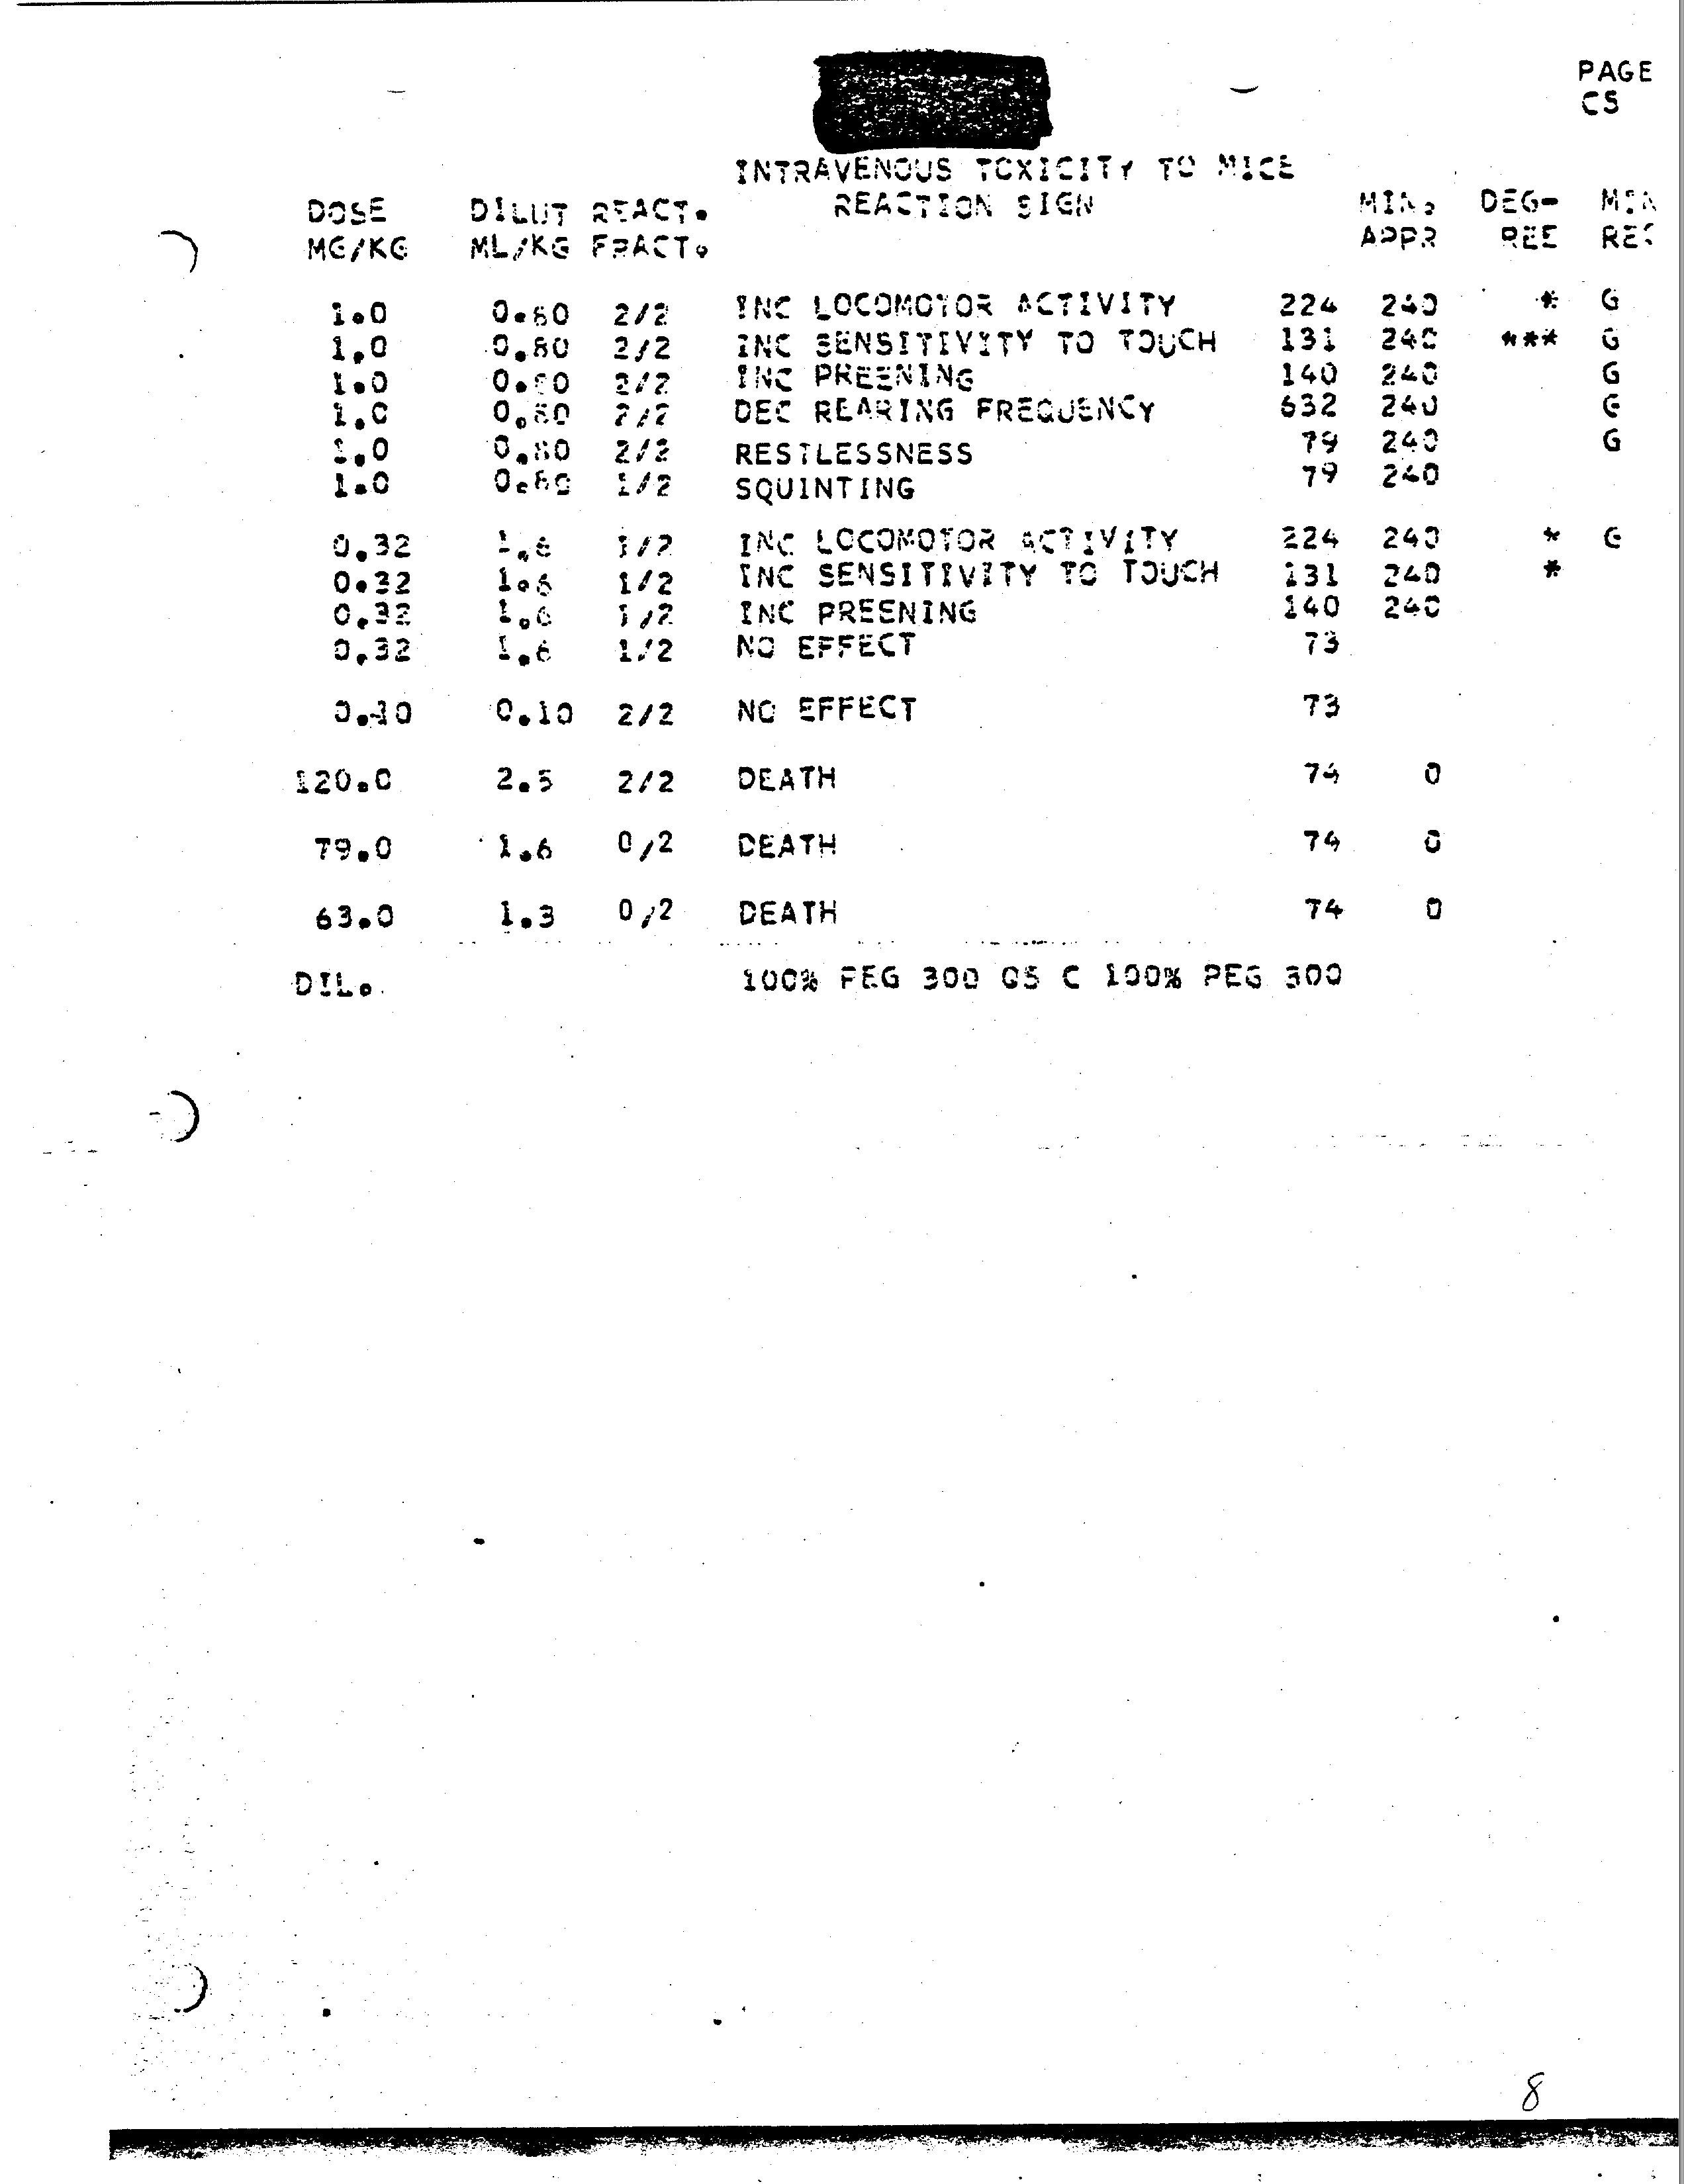 PAGE
CS
INTRAVENOUS TOXICITY TO MICE
DOSE DILUT REACT. REACTION SIGN MIN. DEG- MIN
MG/KG ML/KG FRACT. APPR REE RES
1.0 0.80 2/2 INC LOCOMOTOR ACTIVITY 224 240 * G
1.0 0.80 2/2 INC SENSITIVITY TO TOUCH 131 240 *** G
1.0 0.80 2/2 INC PREENING 140 240 G
1.0 0.80 2/2 DEC REARING FREQUENCY 632 240 G
1.0 0.80 2/2 RESTLESSNESS 79 240 G
1.0 0.80 1/2 SQUINTING 79 240
0.32 1.6 1/2 INC LOCOMOTOR ACTIVITY 224 240 * G
0.32 1.6 1/2 INC SENSITIVITY TO TOUCH 131 240 *
0.32 1.6 1/2 INC PREENING 140 240
0.32 1.6 1/2 NO EFFECT 73
0.10 0.10 2/2 NO EFFECT 73
120.0 2.5 2/2 DEATH 74 0
79.0 1.6 0/2 DEATH 74 0
63.0 1.3 0/2 DEATH 74 0
DIL. 100% PEG 300 QS C 100% PEG 300
8